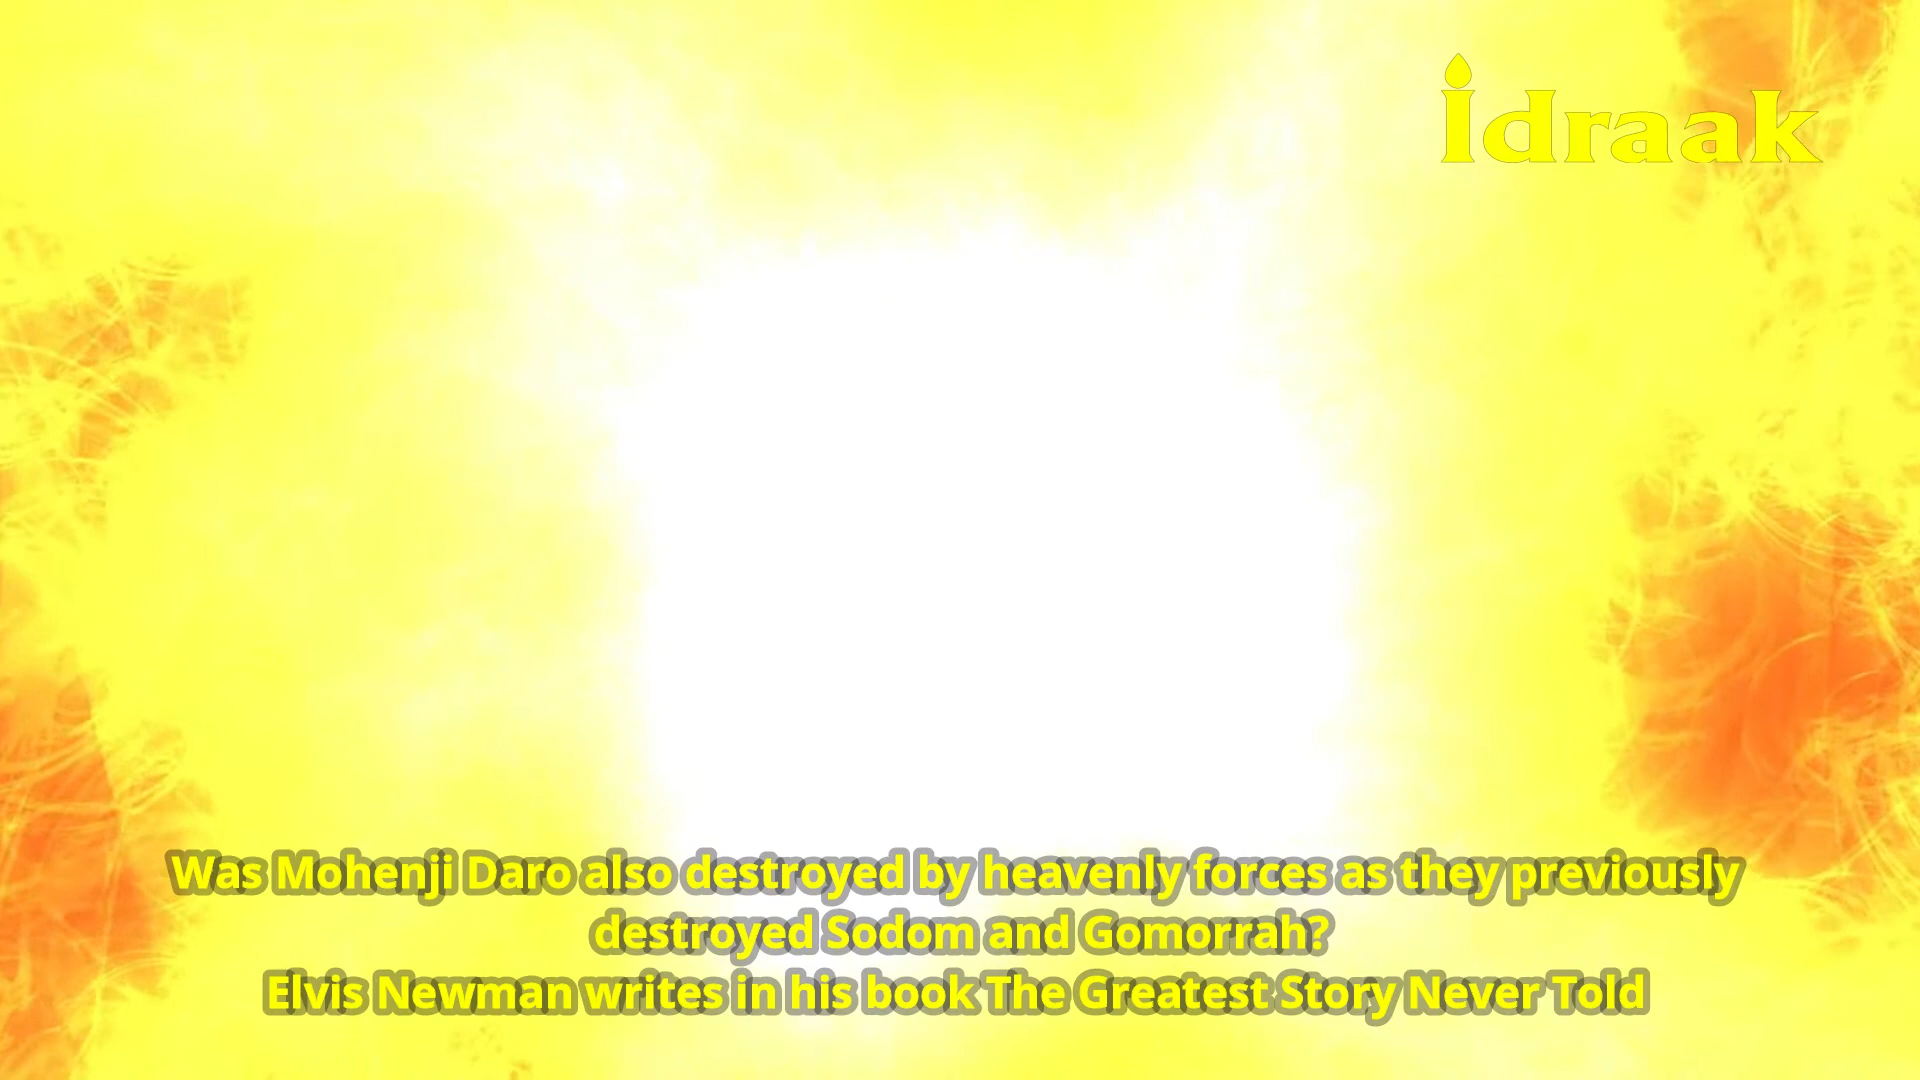 idraak
Was Mohenji Daro also destroyed by heavenly forces as they previously
destroyed Sodom and Gomorrah?
Elvis Newman writes in his book The Greatest Story Never Told